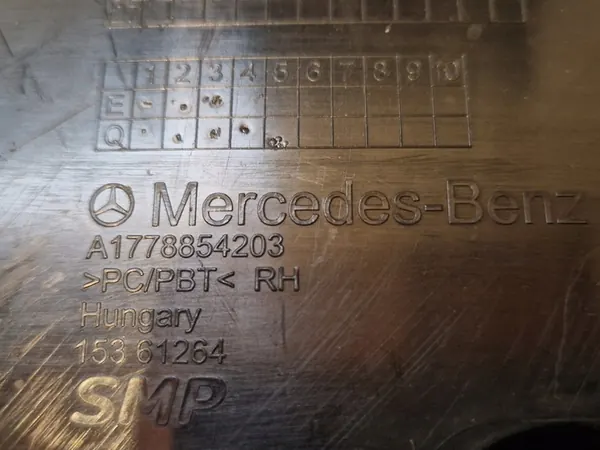 1 2 3 4 5 6 7 8 9 10
E
Q
Mercedes-Benz
A1778854203
>PC/PBT< RH
Hungary
153 61264
SMP